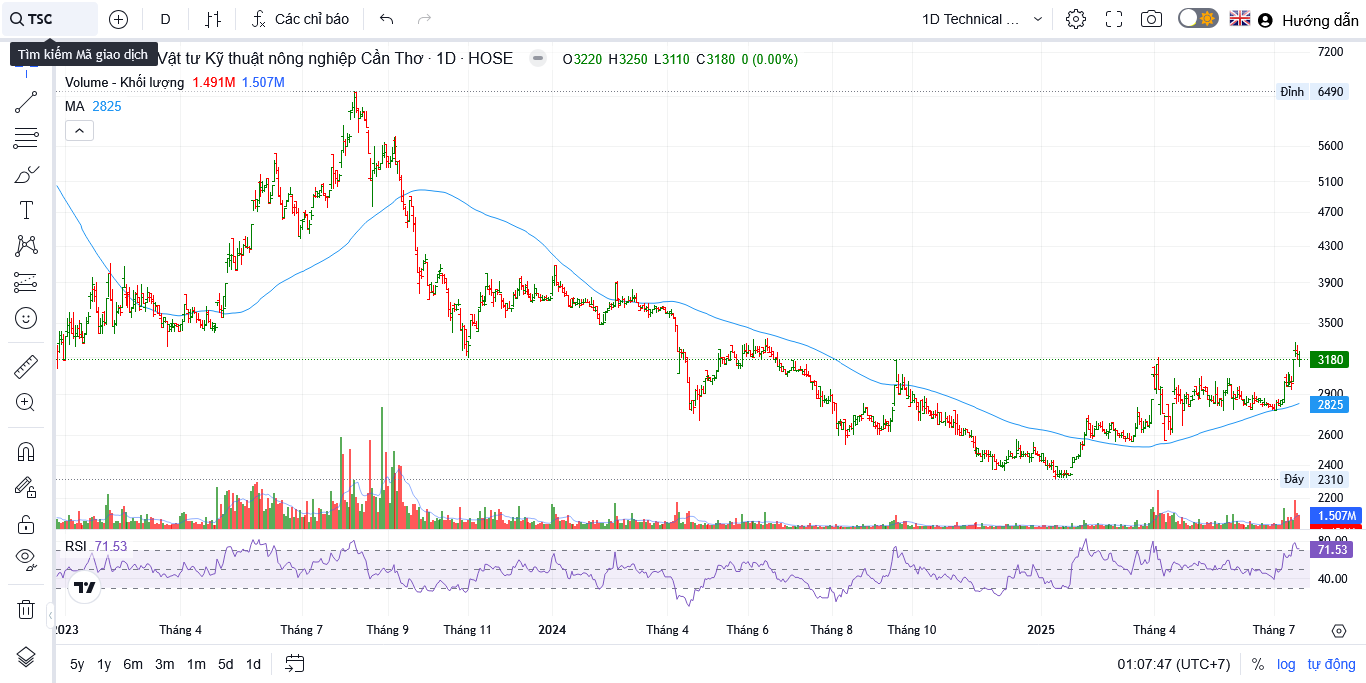 TSC D Các chỉ báo 1D Technical ... Hướng dẫn
Tìm kiếm Mã giao dịch Vật tư Kỹ thuật nông nghiệp Cần Thơ · 1D · HOSE O3220 H3250 L3110 C3180 0 (0.00%)
Volume - Khối lượng 1.491M 1.507M
MA 2825
7200
Đỉnh 6490
5600
5100
4700
4300
3900
3500
3180
2900
2825
2600
2400
Đáy 2310
2200
1.507M
RSI 71.53
80.00
71.53
40.00
2023 Tháng 4 Tháng 7 Tháng 9 Tháng 11 2024 Tháng 4 Tháng 6 Tháng 8 Tháng 10 2025 Tháng 4 Tháng 7
5y 1y 6m 3m 1m 5d 1d 01:07:47 (UTC+7) % log tự động